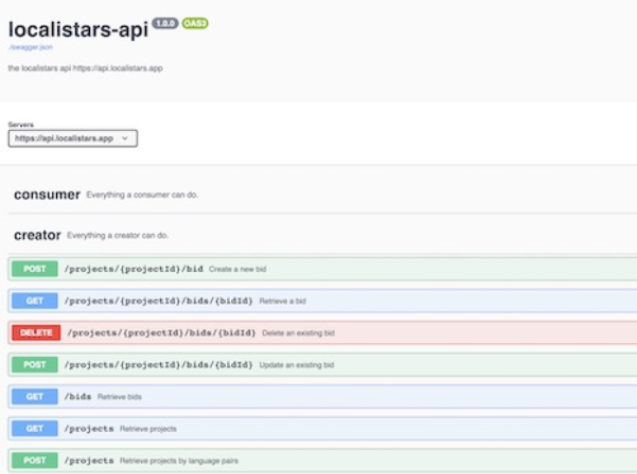 localistars-api 1.0.0 OAS3
/swagger.json
the localistars api https://api.localistars.app
Servers
https://api.localistars.app
consumer Everything a consumer can do.
creator Everything a creator can do.
POST /projects/{projectId}/bid Create a new bid
GET /projects/{projectId}/bids/{bidId} Retrieve a bid
DELETE /projects/{projectId}/bids/{bidId} Delete an existing bid
POST /projects/{projectId}/bids/{bidId} Update an existing bid
GET /bids Retrieve bids
GET /projects Retrieve projects
POST /projects Retrieve projects by language pairs